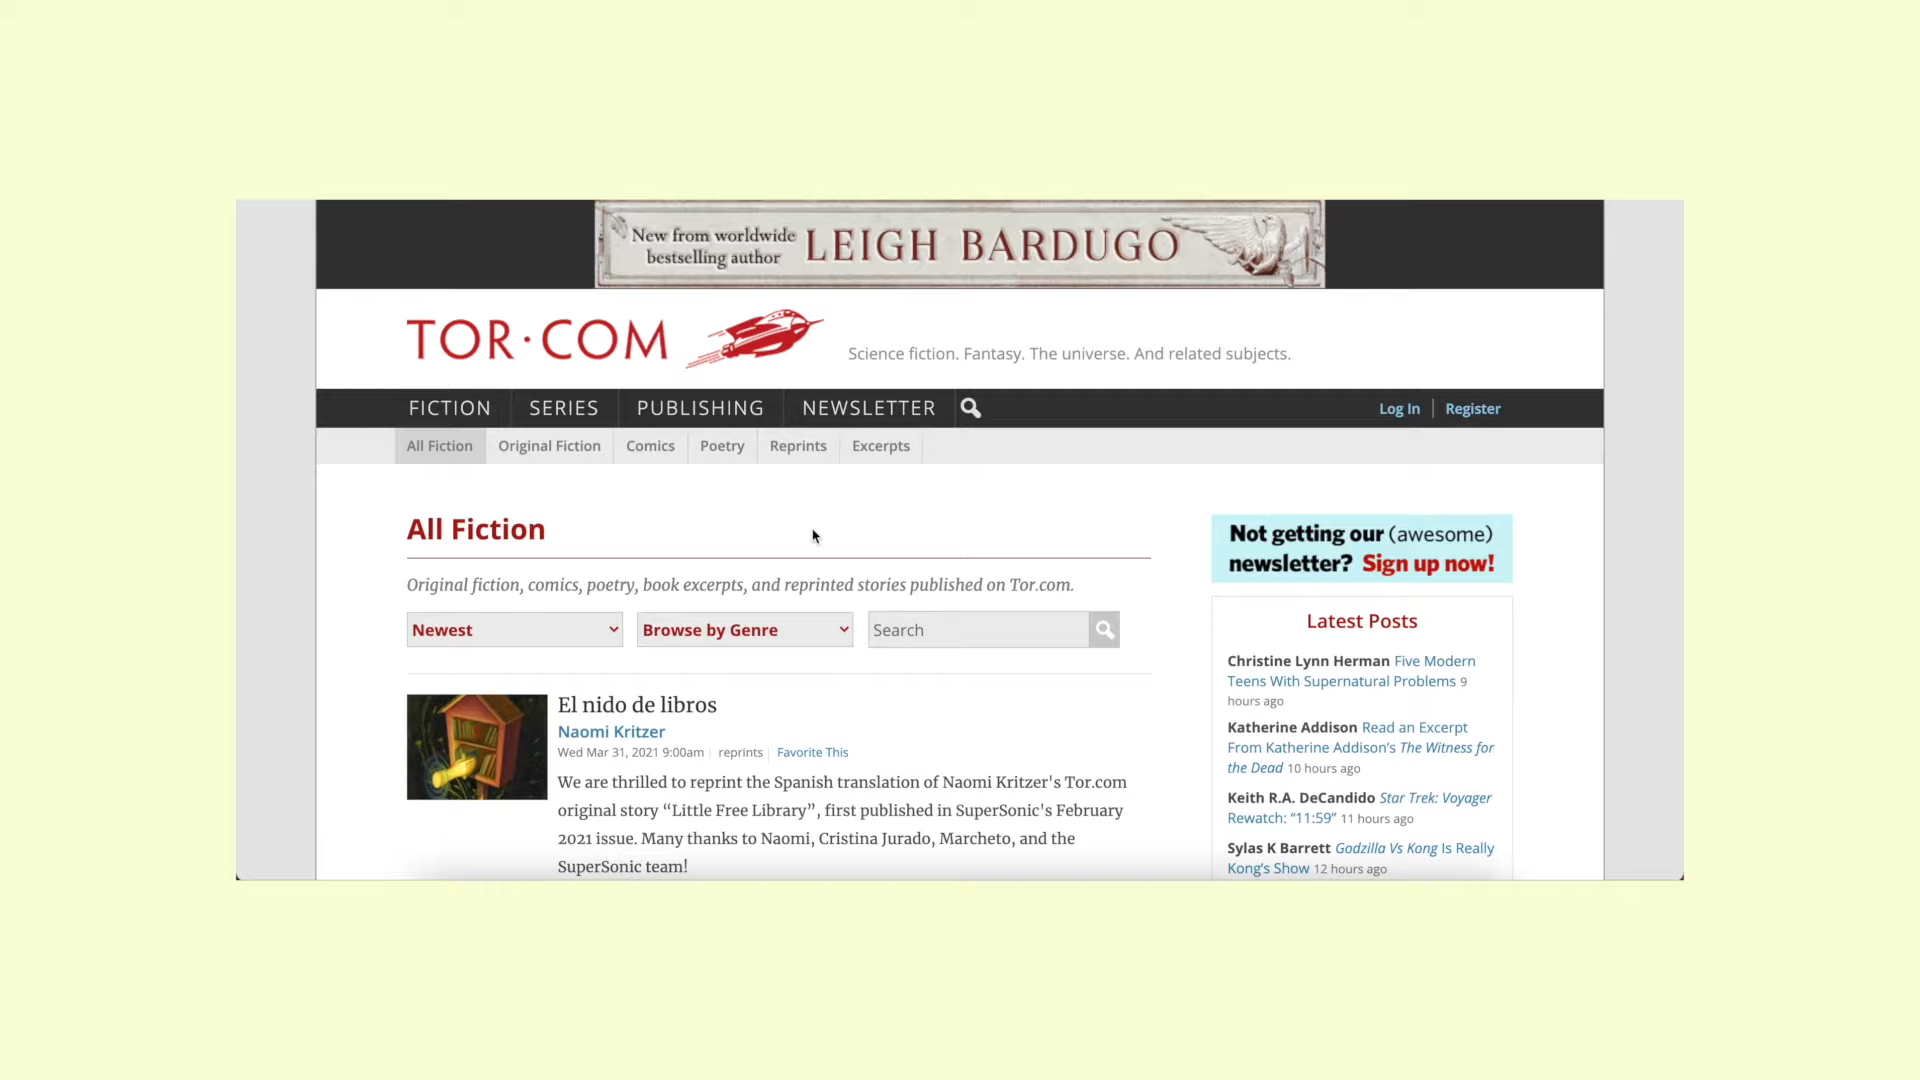 New from worldwide
bestselling author
LEIGH BARDUGO
TOR·COM
Science fiction. Fantasy. The universe. And related subjects.
FICTION SERIES PUBLISHING NEWSLETTER
Log In Register
All Fiction Original Fiction Comics Poetry Reprints Excerpts
All Fiction
Original fiction, comics, poetry, book excerpts, and reprinted stories published on Tor.com.
Newest Browse by Genre Search
El nido de libros
Naomi Kritzer
Wed Mar 31, 2021 9:00am reprints Favorite This
We are thrilled to reprint the Spanish translation of Naomi Kritzer's Tor.com
original story “Little Free Library”, first published in SuperSonic's February
2021 issue. Many thanks to Naomi, Cristina Jurado, Marcheto, and the
SuperSonic team!
Not getting our (awesome)
newsletter? Sign up now!
Latest Posts
Christine Lynn Herman Five Modern
Teens With Supernatural Problems 9
hours ago
Katherine Addison Read an Excerpt
From Katherine Addison’s The Witness for
the Dead 10 hours ago
Keith R.A. DeCandido Star Trek: Voyager
Rewatch: “11:59” 11 hours ago
Sylas K Barrett Godzilla Vs Kong Is Really
Kong’s Show 12 hours ago